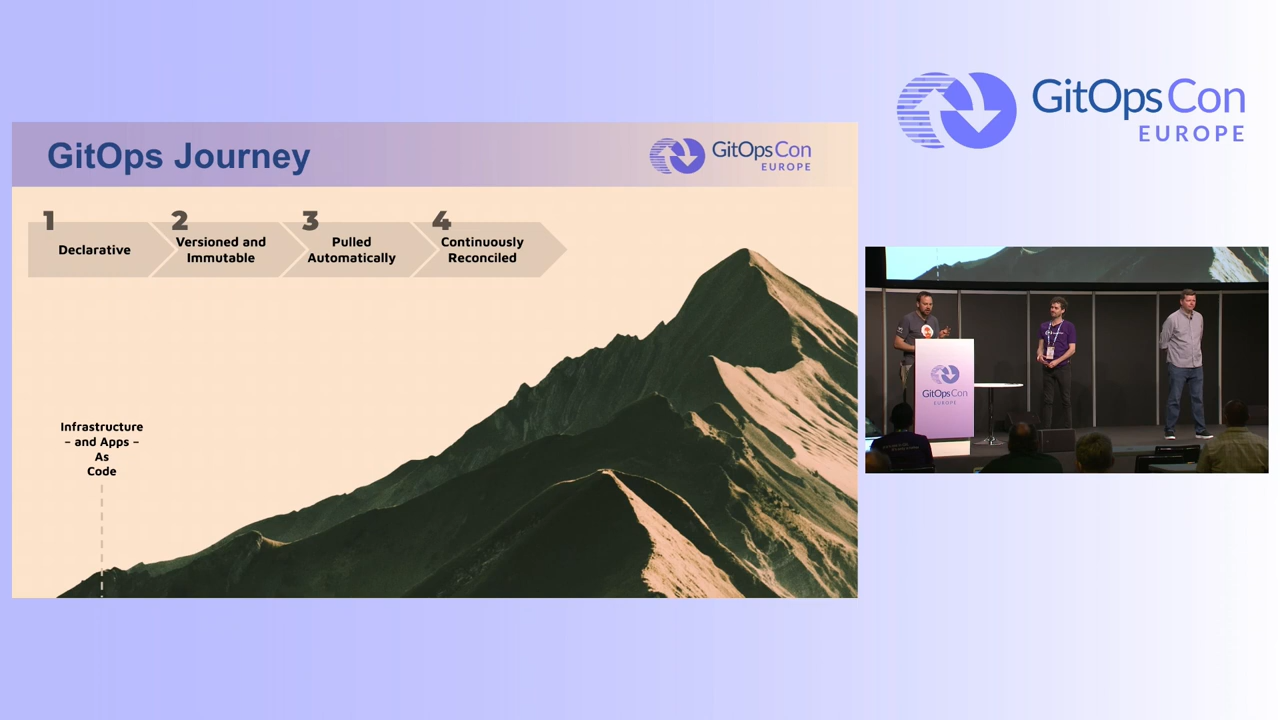 GitOps Con
EUROPE
GitOps Journey
GitOps Con
EUROPE
1
2
3
4
Declarative
Versioned and
Immutable
Pulled
Automatically
Continuously
Reconciled
Infrastructure
– and Apps –
As
Code
GitOps Con
EUROPE